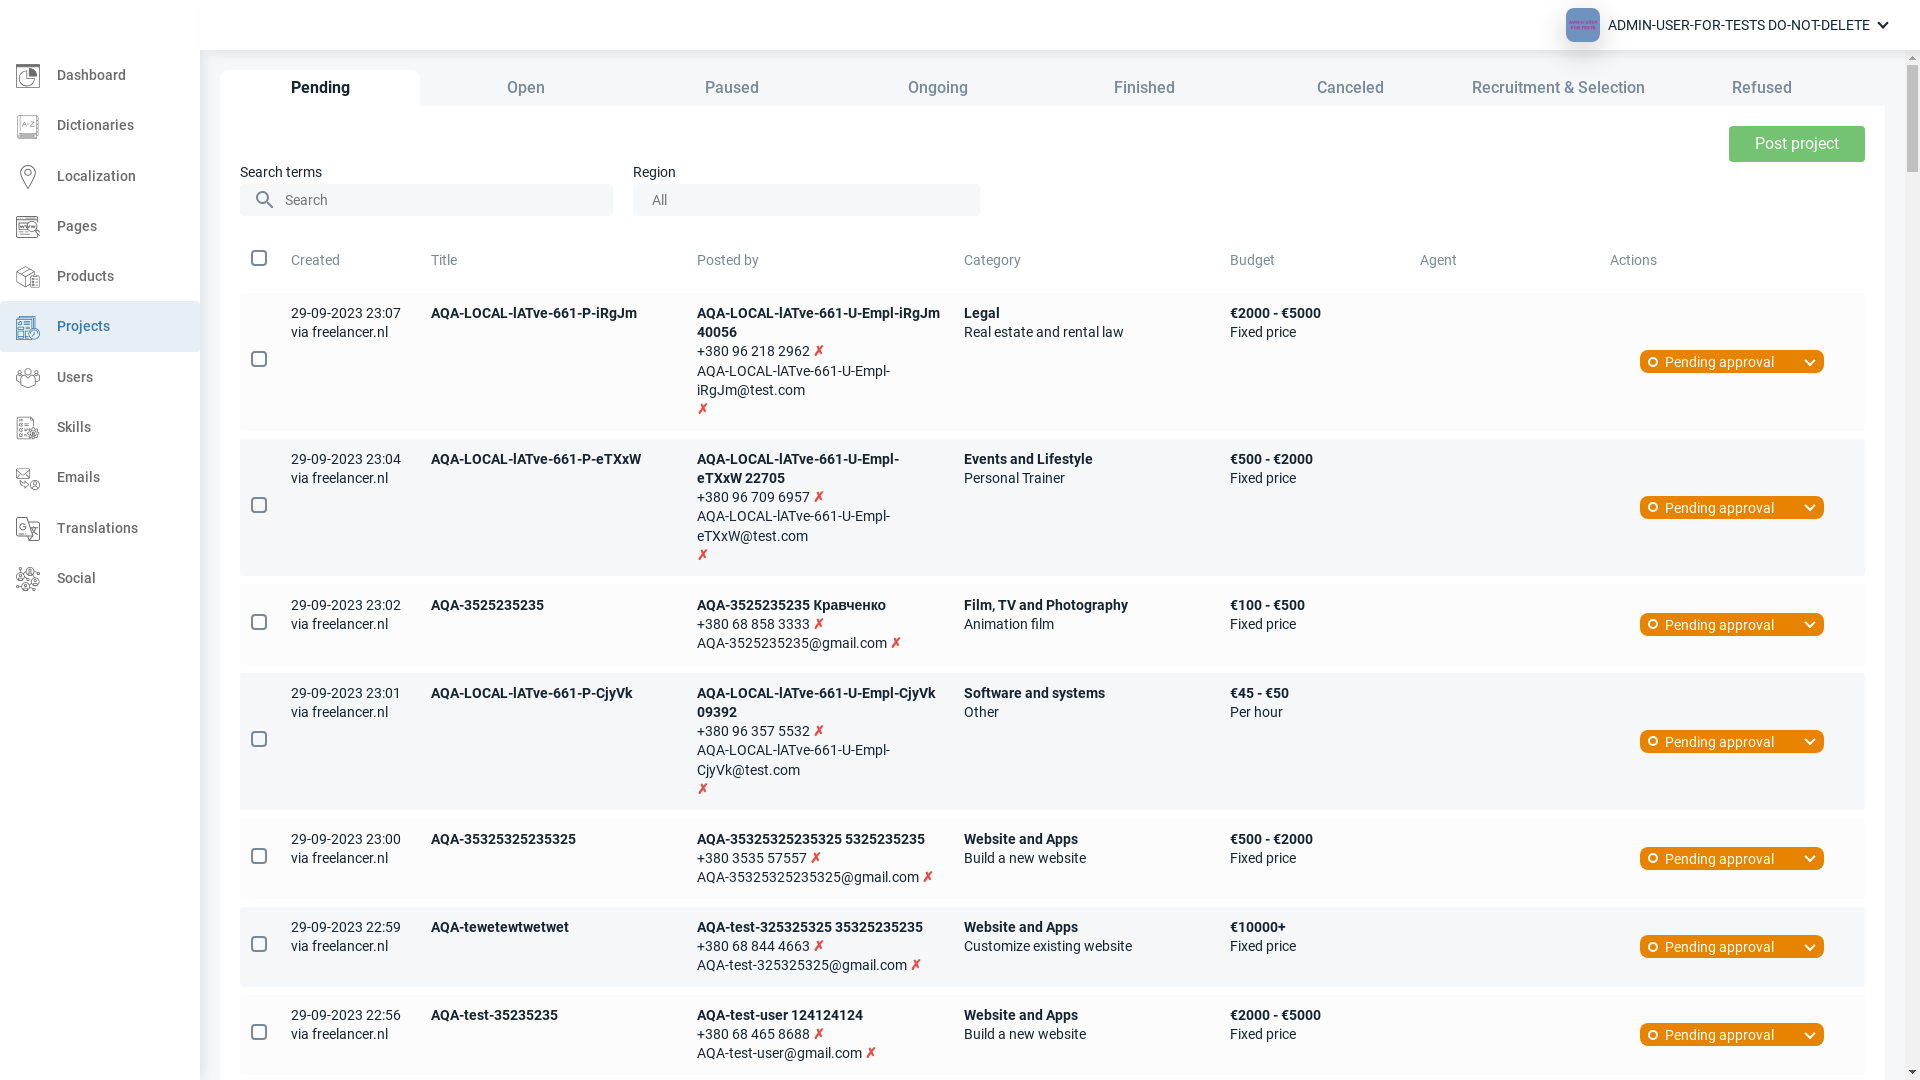 ADMIN-USER-FOR-TESTS DO-NOT-DELETE
Dashboard
Dictionaries
Localization
Pages
Products
Projects
Users
Skills
Emails
Translations
Social
Pending Open Paused Ongoing Finished Canceled Recruitment & Selection Refused
Post project
Search terms Region
Search All
Created Title Posted by Category Budget Agent Actions
29-09-2023 23:07 AQA-LOCAL-lATve-661-P-iRgJm AQA-LOCAL-lATve-661-U-Empl-iRgJm Legal €2000 - €5000
via freelancer.nl 40056 Real estate and rental law Fixed price
+380 96 218 2962 ✗
Pending approval
AQA-LOCAL-lATve-661-U-Empl-
iRgJm@test.com
✗
29-09-2023 23:04 AQA-LOCAL-lATve-661-P-eTXxW AQA-LOCAL-lATve-661-U-Empl- Events and Lifestyle €500 - €2000
via freelancer.nl eTXxW 22705 Personal Trainer Fixed price
+380 96 709 6957 ✗
Pending approval
AQA-LOCAL-lATve-661-U-Empl-
eTXxW@test.com
✗
29-09-2023 23:02 AQA-3525235235 AQA-3525235235 Кравченко Film, TV and Photography €100 - €500
via freelancer.nl +380 68 858 3333 ✗ Animation film Fixed price Pending approval
AQA-3525235235@gmail.com ✗
29-09-2023 23:01 AQA-LOCAL-lATve-661-P-CjyVk AQA-LOCAL-lATve-661-U-Empl-CjyVk Software and systems €45 - €50
via freelancer.nl 09392 Other Per hour
+380 96 357 5532 ✗
Pending approval
AQA-LOCAL-lATve-661-U-Empl-
CjyVk@test.com
✗
29-09-2023 23:00 AQA-35325325235325 AQA-35325325235325 5325235235 Website and Apps €500 - €2000
via freelancer.nl +380 3535 57557 ✗ Build a new website Fixed price Pending approval
AQA-35325325235325@gmail.com ✗
29-09-2023 22:59 AQA-tewetewtwetwet AQA-test-325325325 35325235235 Website and Apps €10000+
via freelancer.nl +380 68 844 4663 ✗ Customize existing website Fixed price Pending approval
AQA-test-325325325@gmail.com ✗
29-09-2023 22:56 AQA-test-35235235 AQA-test-user 124124124 Website and Apps €2000 - €5000
via freelancer.nl +380 68 465 8688 ✗ Build a new website Fixed price Pending approval
AQA-test-user@gmail.com ✗